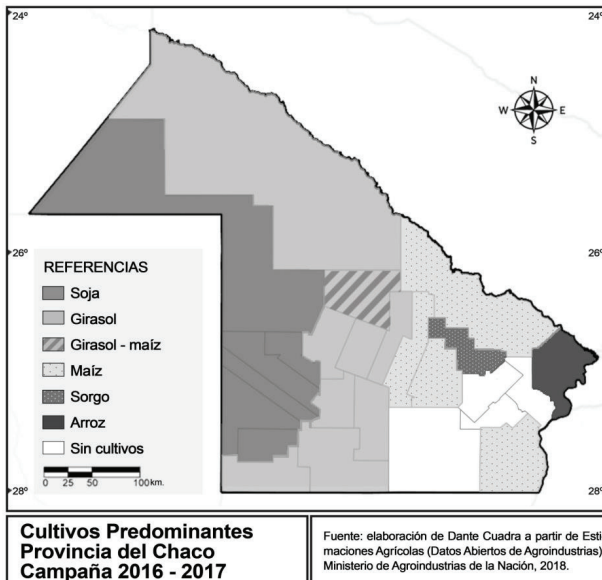 24°
24°
N
W
E
S
26°
26°
REFERENCIAS
Soja
Girasol
Girasol - maíz
Maíz
Sorgo
Arroz
Sin cultivos
0 25 50 100km.
28°
28°
Cultivos Predominantes
Provincia del Chaco
Campaña 2016 - 2017
Fuente: elaboración de Dante Cuadra a partir de Esti
maciones Agrícolas (Datos Abiertos de Agroindustrias)
Ministerio de Agroindustrias de la Nación, 2018.